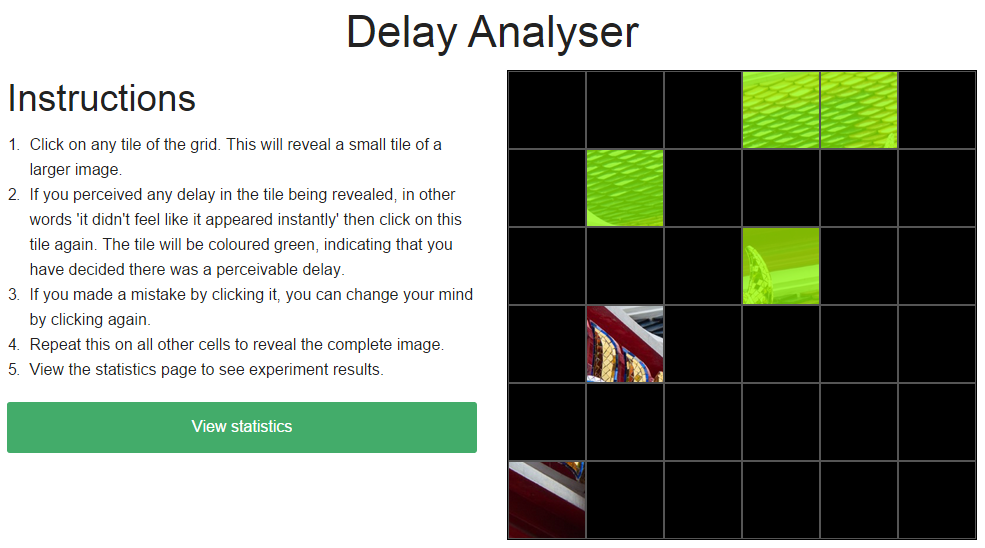 Delay Analyser
Instructions
1. Click on any tile of the grid. This will reveal a small tile of a
larger image.
2. If you perceived any delay in the tile being revealed, in other
words 'it didn't feel like it appeared instantly' then click on this
tile again. The tile will be coloured green, indicating that you
have decided there was a perceivable delay.
3. If you made a mistake by clicking it, you can change your mind
by clicking again.
4. Repeat this on all other cells to reveal the complete image.
5. View the statistics page to see experiment results.
View statistics